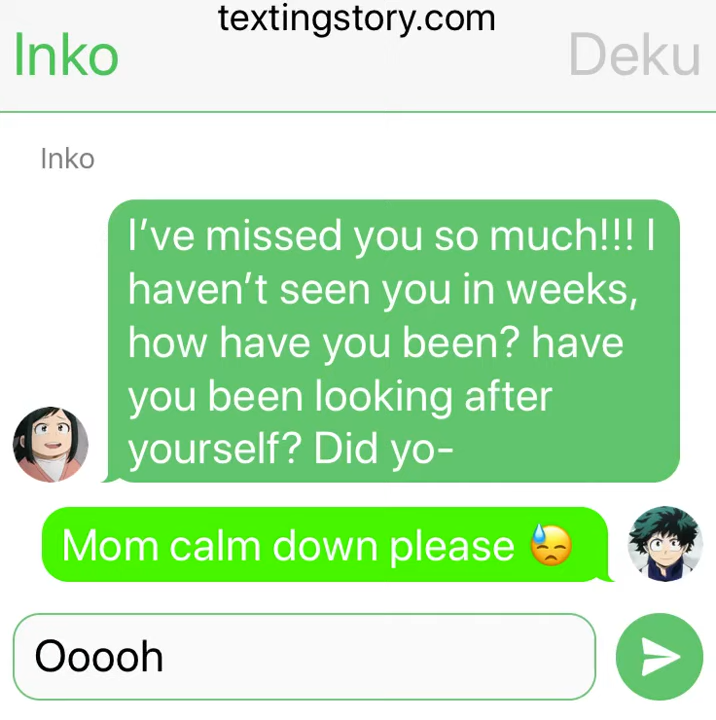 textingstory.com
Inko
Deku
Inko
I’ve missed you so much!!! I
haven’t seen you in weeks,
how have you been? have
you been looking after
yourself? Did yo-
Mom calm down please 😓
Ooooh